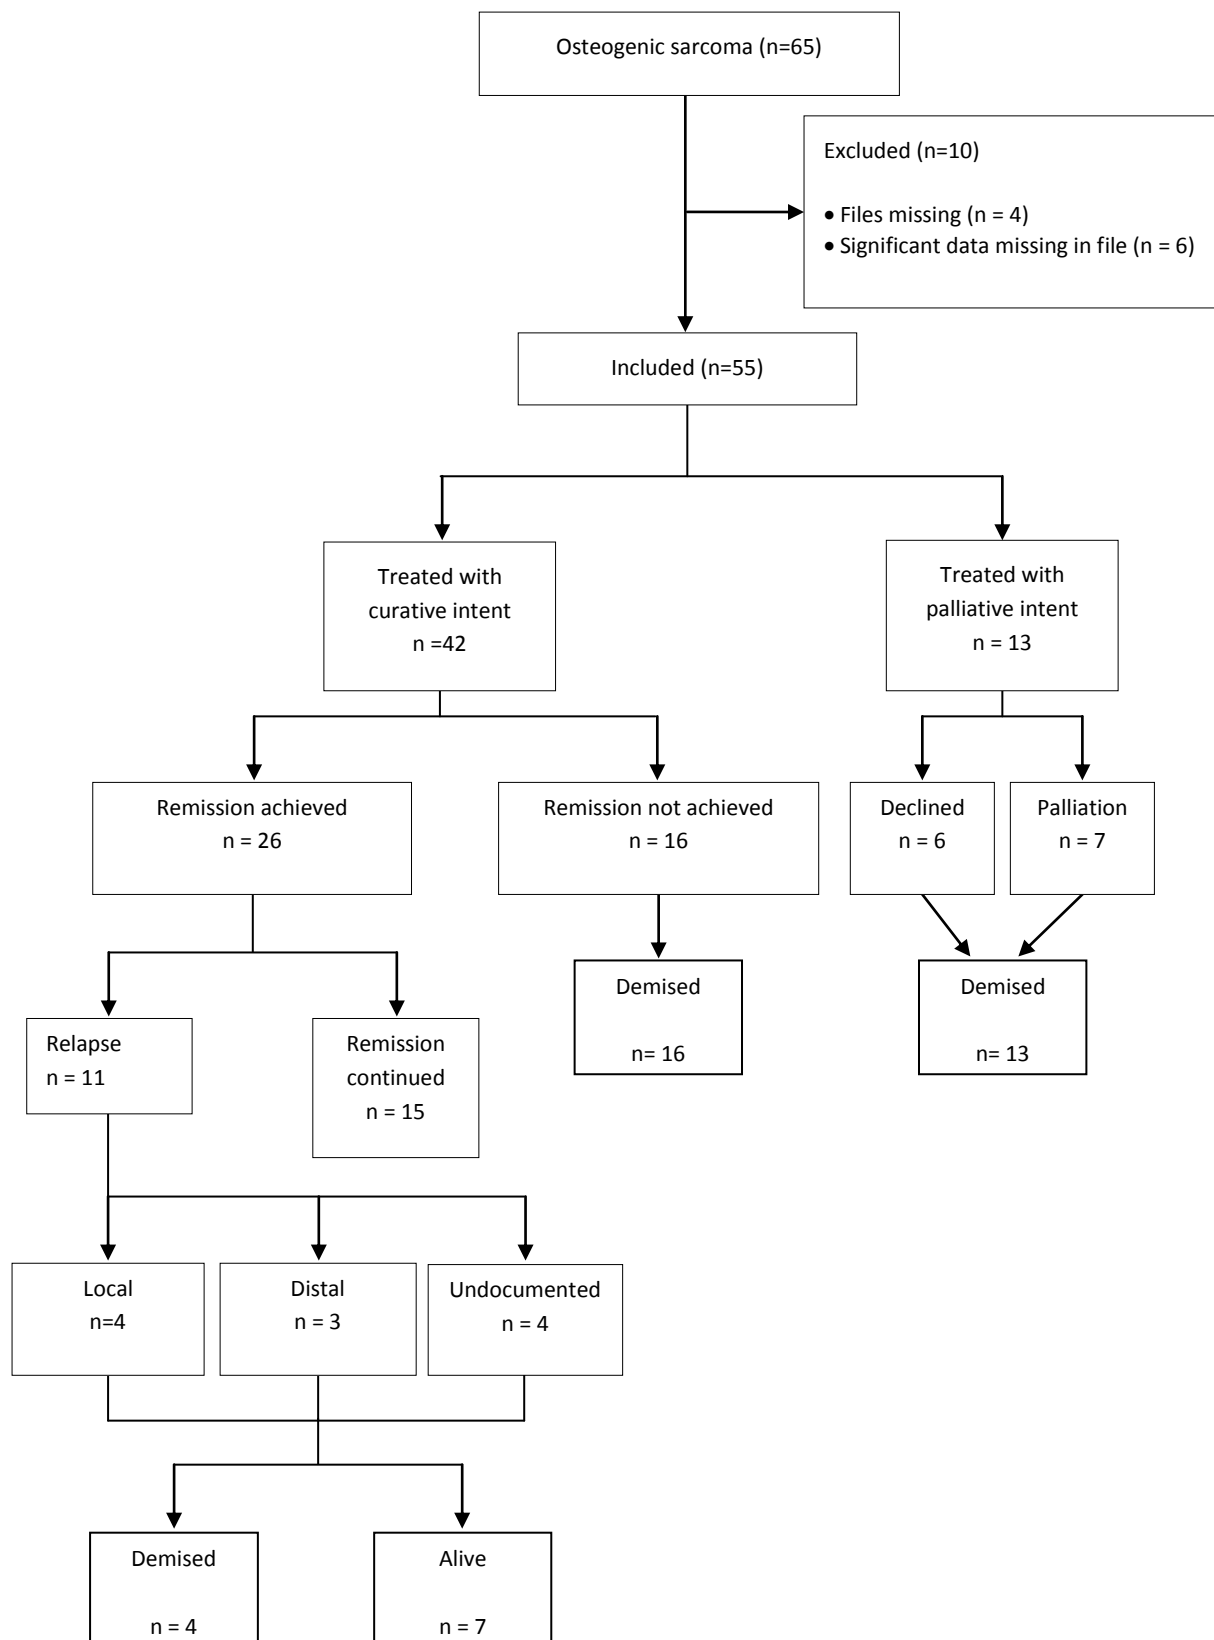 Osteogenic sarcoma (n=65)
Excluded (n=10)
• Files missing (n = 4)
• Significant data missing in file (n = 6)
Included (n=55)
Treated with
curative intent
n =42
Treated with
palliative intent
n = 13
Remission achieved
n = 26
Remission not achieved
n = 16
Declined
n = 6
Palliation
n = 7
Demised
n= 16
Demised
n= 13
Relapse
n = 11
Remission
continued
n = 15
Local
n=4
Distal
n = 3
Undocumented
n = 4
Demised
n = 4
Alive
n = 7